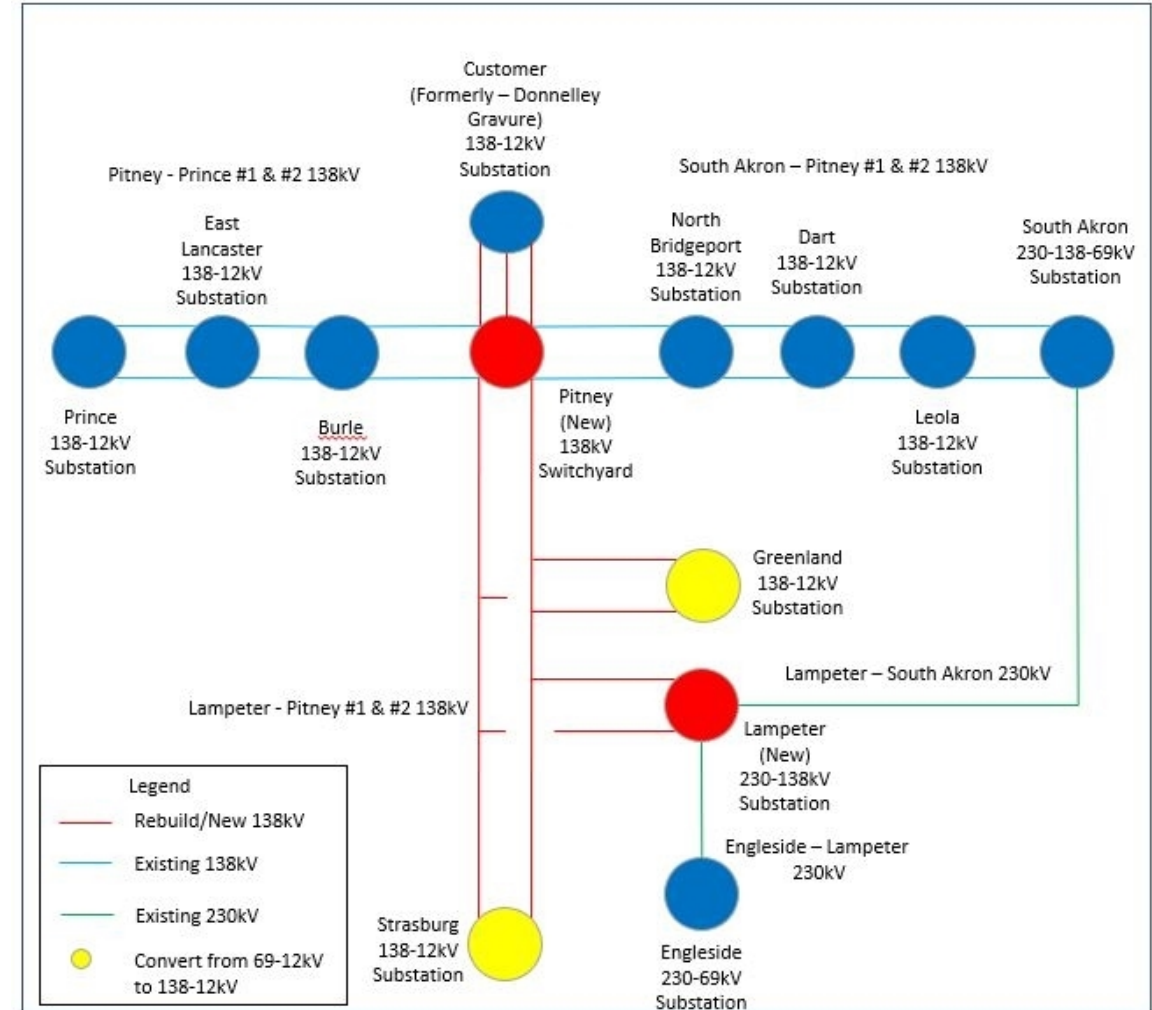 Customer
(Formerly – Donnelley
Gravure)
138-12kV
Substation
Pitney - Prince #1 & #2 138kV
South Akron – Pitney #1 & #2 138kV
East
Lancaster
138-12kV
Substation
North
Bridgeport
138-12kV
Substation
Dart
138-12kV
Substation
South Akron
230-138-69kV
Substation
Prince
138-12kV
Substation
Burle
138-12kV
Substation
Pitney
(New)
138kV
Switchyard
Leola
138-12kV
Substation
Greenland
138-12kV
Substation
Lampeter – South Akron 230kV
Lampeter - Pitney #1 & #2 138kV
Lampeter
(New)
230-138kV
Substation
Engleside – Lampeter
230kV
Strasburg
138-12kV
Substation
Engleside
230-69kV
Substation
Legend
Rebuild/New 138kV
Existing 138kV
Existing 230kV
Convert from 69-12kV
to 138-12kV